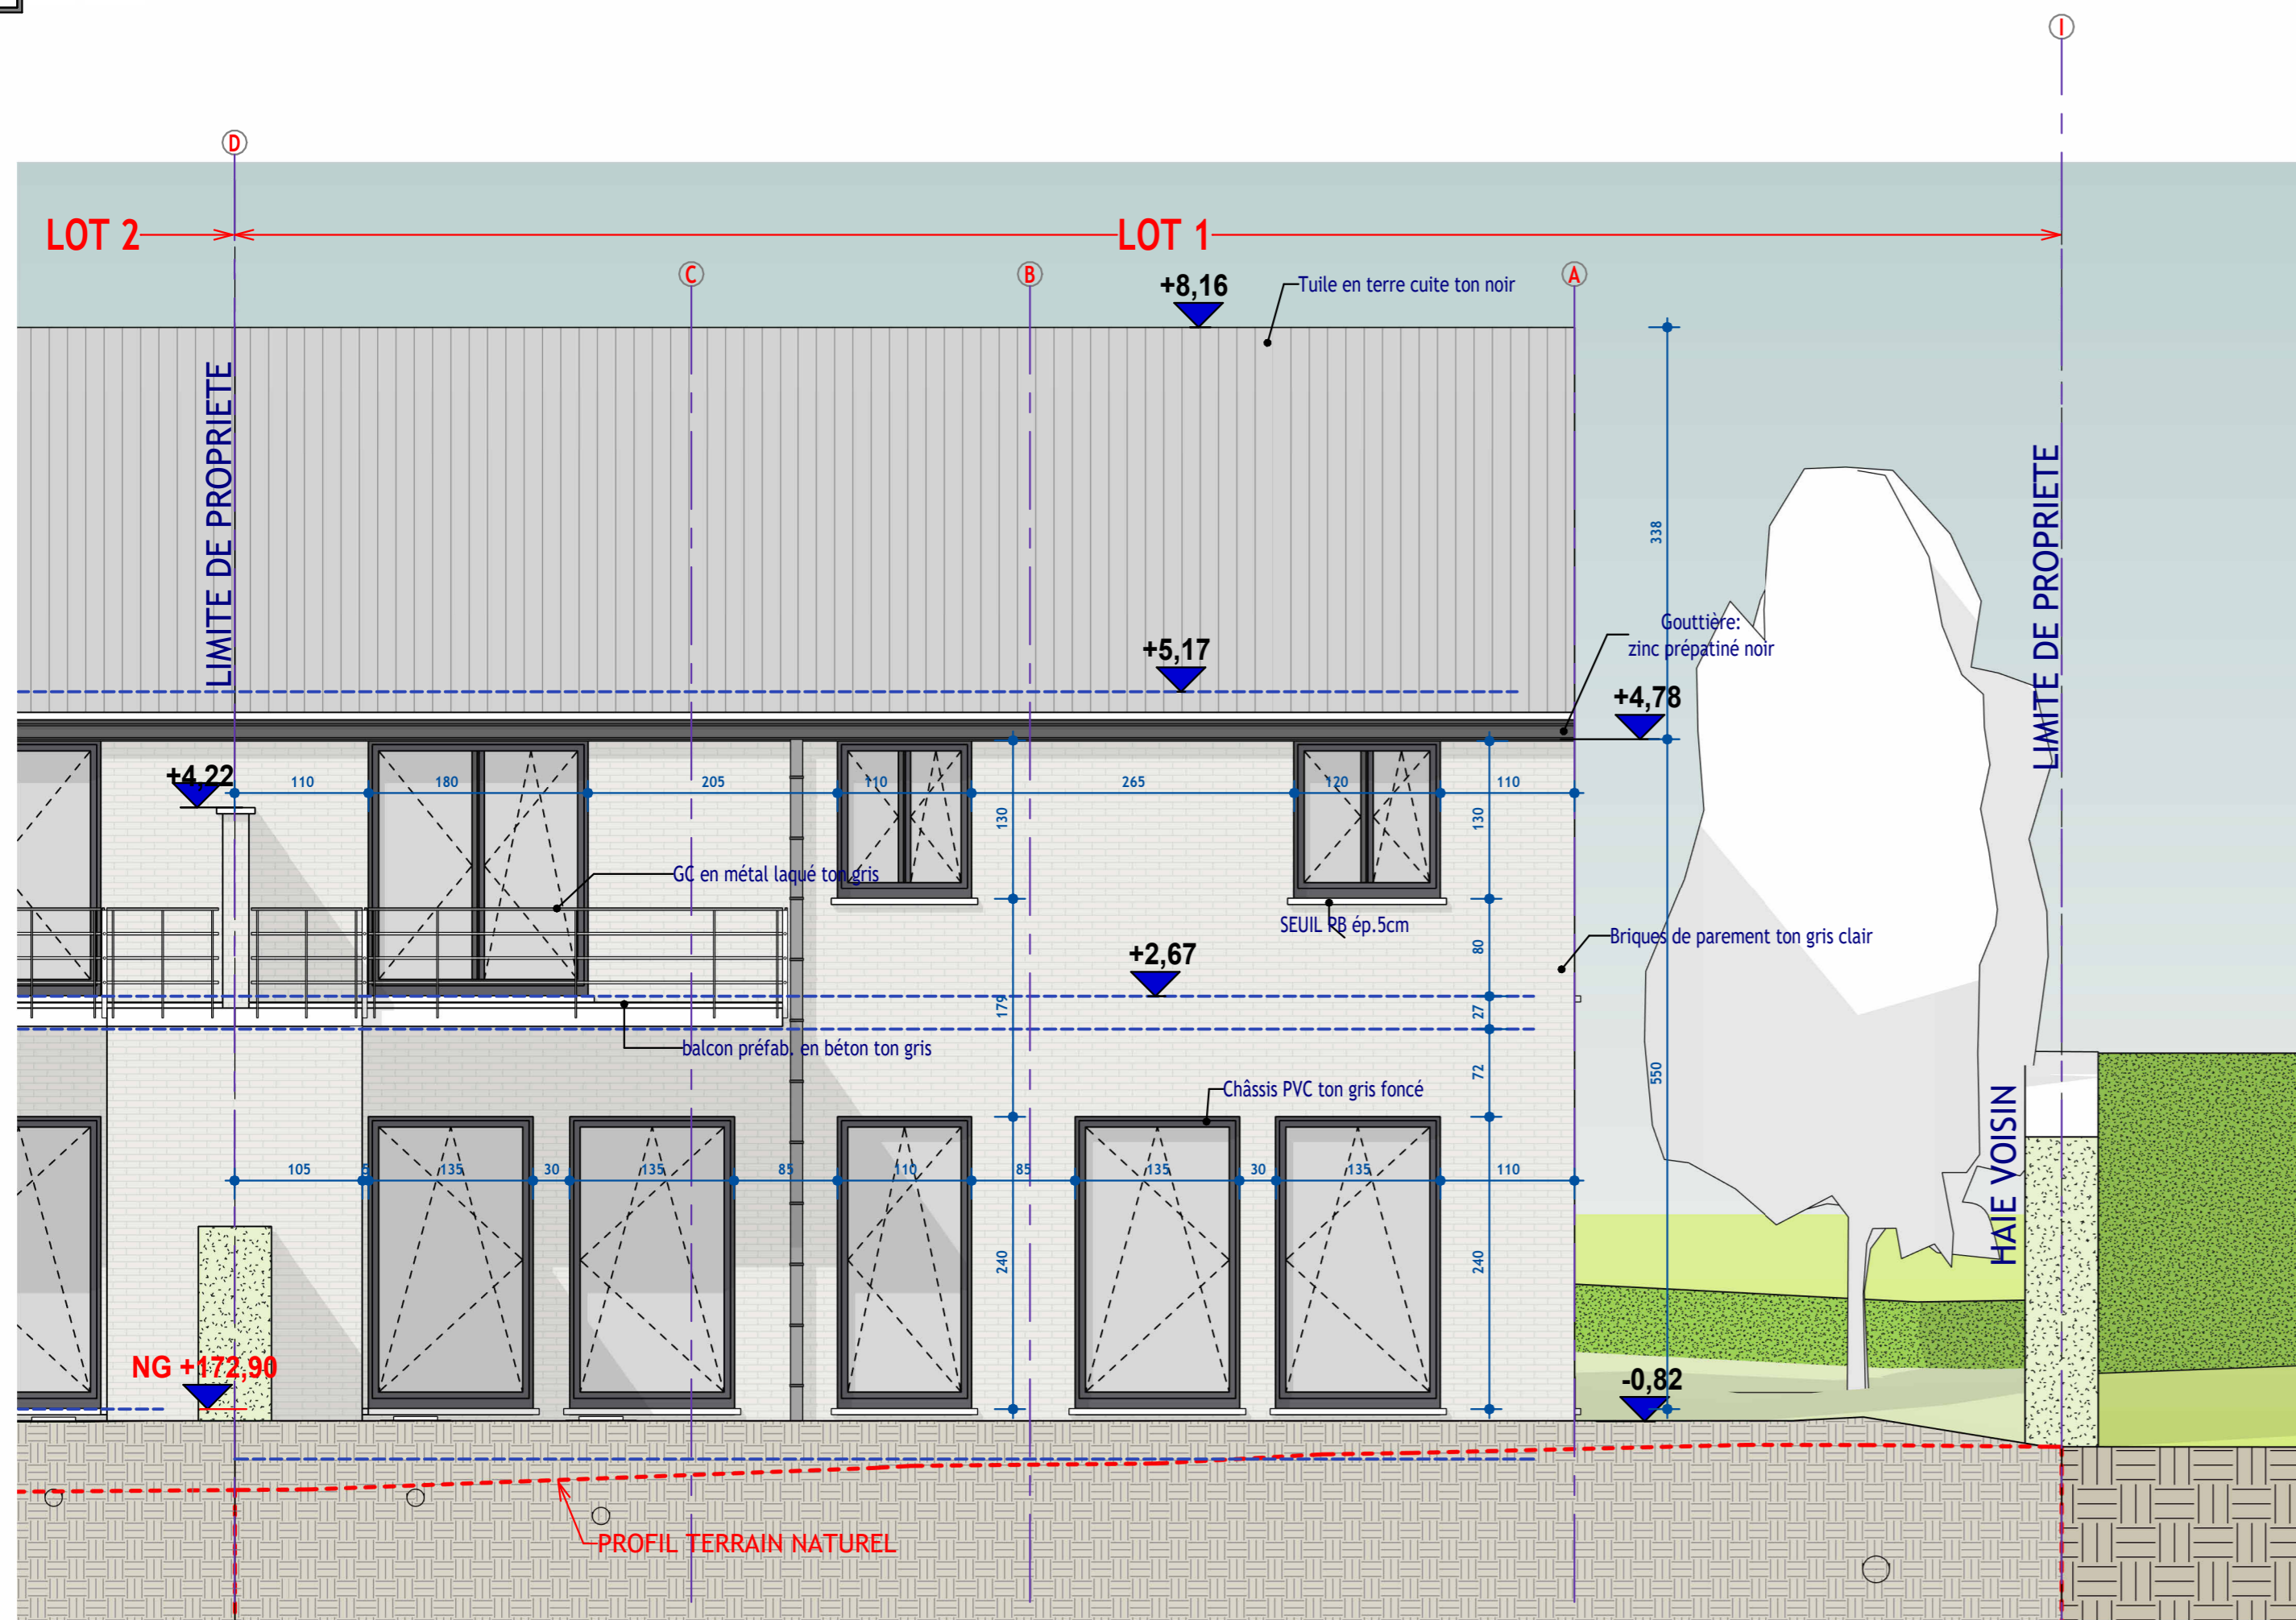 I
D
LOT 2
LOT 1
C
B
A
+8,16
Tuile en terre cuite ton noir
LIMITE DE PROPRIETE
LIMITE DE PROPRIETE
338
Gouttière:
zinc prépatiné noir
+5,17
+4,78
+4,22
110
180
205
110
265
120
110
130
130
GC en métal laqué ton gris
SEUIL PB ép.5cm
Briques de parement ton gris clair
80
+2,67
179
27
balcon préfab. en béton ton gris
72
550
Châssis PVC ton gris foncé
HAIE VOISIN
105
5
135
30
135
85
110
85
135
30
135
110
240
240
NG +172,90
-0,82
PROFIL TERRAIN NATUREL